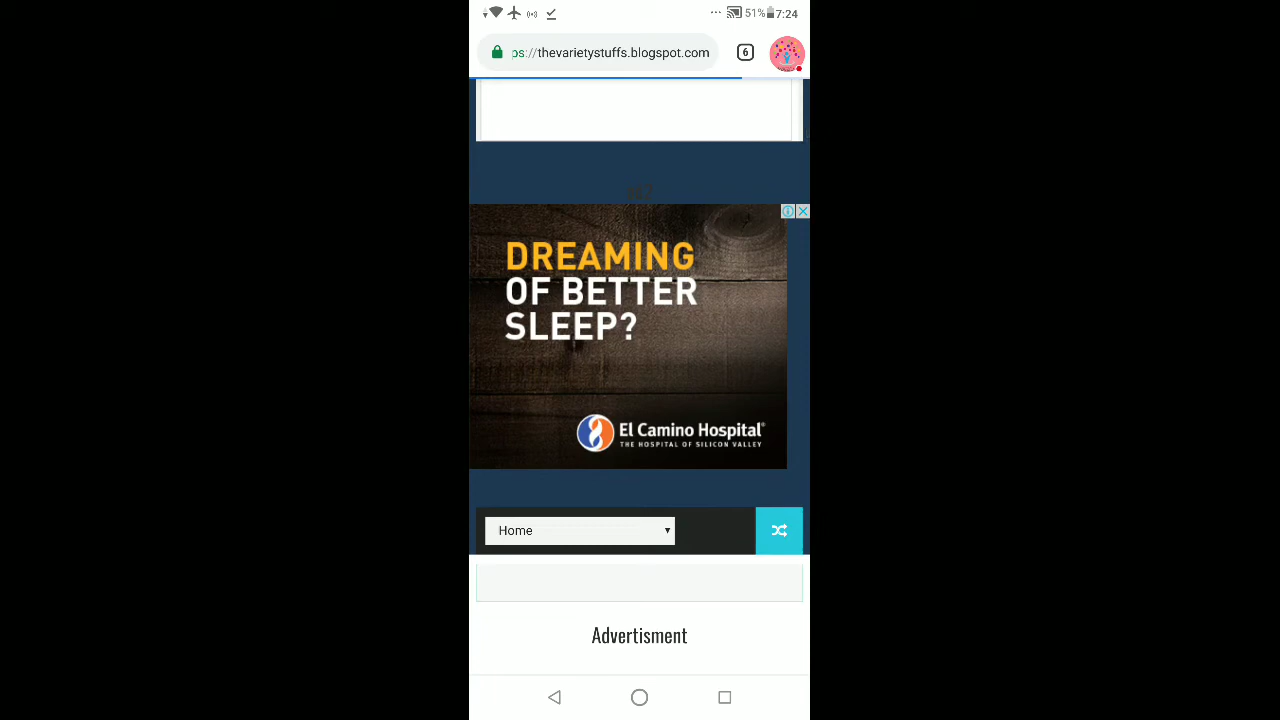 51% 7:24
ps://thevarietystuffs.blogspot.com 6
DREAMING
OF BETTER
SLEEP?
El Camino Hospital®
THE HOSPITAL OF SILICON VALLEY
Home
Advertisment